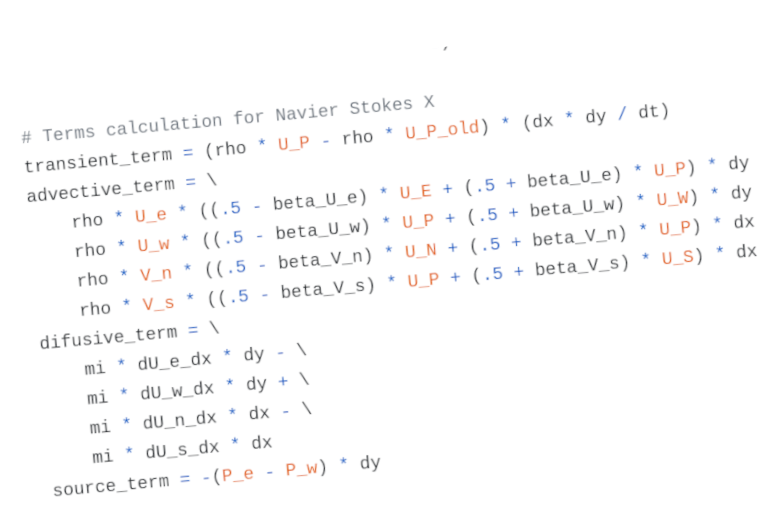 # Terms calculation for Navier Stokes X
transient_term = (rho * U_P - rho * U_P_old) * (dx * dy / dt)
advective_term = \
rho * U_e * ((.5 - beta_U_e) * U_E + (.5 + beta_U_e) * U_P) * dy
rho * U_w * ((.5 - beta_U_w) * U_P + (.5 + beta_U_w) * U_W) * dy
rho * V_n * ((.5 - beta_V_n) * U_N + (.5 + beta_V_n) * U_P) * dx
rho * V_s * ((.5 - beta_V_s) * U_P + (.5 + beta_V_s) * U_S) * dx
difusive_term = \
mi * dU_e_dx * dy - \
mi * dU_w_dx * dy + \
mi * dU_n_dx * dx - \
mi * dU_s_dx * dx
source_term = -(P_e - P_w) * dy